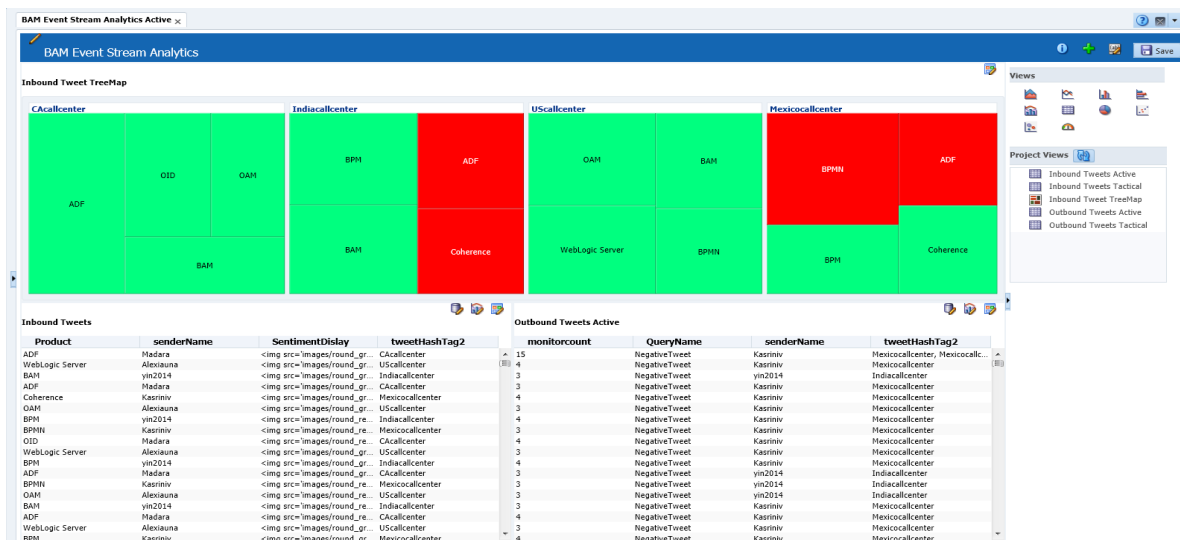 BAM Event Stream Analytics Active ×
BAM Event Stream Analytics
Save
Inbound Tweet TreeMap
CAcallcenter
ADF
OID
OAM
BAM
Indiacallcenter
BPM
ADF
BAM
Coherence
UScallcenter
OAM
BAM
WebLogic Server
BPMN
Mexicocallcenter
BPMN
ADF
BPM
Coherence
Views
Project Views
Inbound Tweets Active
Inbound Tweets Tactical
Inbound Tweet TreeMap
Outbound Tweets Active
Outbound Tweets Tactical
Inbound Tweets
Product senderName SentimentDislay tweetHashTag2
ADF Madara <img src='images/round_gr... CAcallcenter
WebLogic Server Alexiauna <img src='images/round_gr... UScallcenter
BAM yin2014 <img src='images/round_gr... Indiacallcenter
ADF Madara <img src='images/round_gr... CAcallcenter
Coherence Kasriniv <img src='images/round_gr... Mexicocallcenter
OAM Alexiauna <img src='images/round_gr... UScallcenter
BPM yin2014 <img src='images/round_re... Indiacallcenter
BPMN Kasriniv <img src='images/round_re... Mexicocallcenter
OID Madara <img src='images/round_re... CAcallcenter
WebLogic Server Alexiauna <img src='images/round_gr... UScallcenter
BPM yin2014 <img src='images/round_gr... Indiacallcenter
ADF Madara <img src='images/round_gr... CAcallcenter
BPMN Kasriniv <img src='images/round_re... Mexicocallcenter
OAM Alexiauna <img src='images/round_re... UScallcenter
BAM yin2014 <img src='images/round_re... Indiacallcenter
ADF Madara <img src='images/round_re... CAcallcenter
WebLogic Server Alexiauna <img src='images/round_gr... UScallcenter
BPM Kasriniv <img src='images/round_gr... Mexicocallcenter
Outbound Tweets Active
monitorcount QueryName senderName tweetHashTag2
15 NegativeTweet Kasriniv Mexicocallcenter, Mexicocallc...
4 NegativeTweet Kasriniv Mexicocallcenter
3 NegativeTweet yin2014 Indiacallcenter
3 NegativeTweet Kasriniv Mexicocallcenter
4 NegativeTweet Kasriniv Mexicocallcenter
3 NegativeTweet yin2014 Indiacallcenter
4 NegativeTweet Kasriniv Mexicocallcenter
3 NegativeTweet Kasriniv Mexicocallcenter
4 NegativeTweet Kasriniv Mexicocallcenter
3 NegativeTweet Kasriniv Mexicocallcenter
4 NegativeTweet Kasriniv Mexicocallcenter
3 NegativeTweet yin2014 Indiacallcenter
3 NegativeTweet yin2014 Indiacallcenter
3 NegativeTweet yin2014 Indiacallcenter
3 NegativeTweet Kasriniv Mexicocallcenter
4 NegativeTweet Kasriniv Mexicocallcenter
3 NegativeTweet Kasriniv Mexicocallcenter
4 NegativeTweet Kasriniv Mexicocallcenter